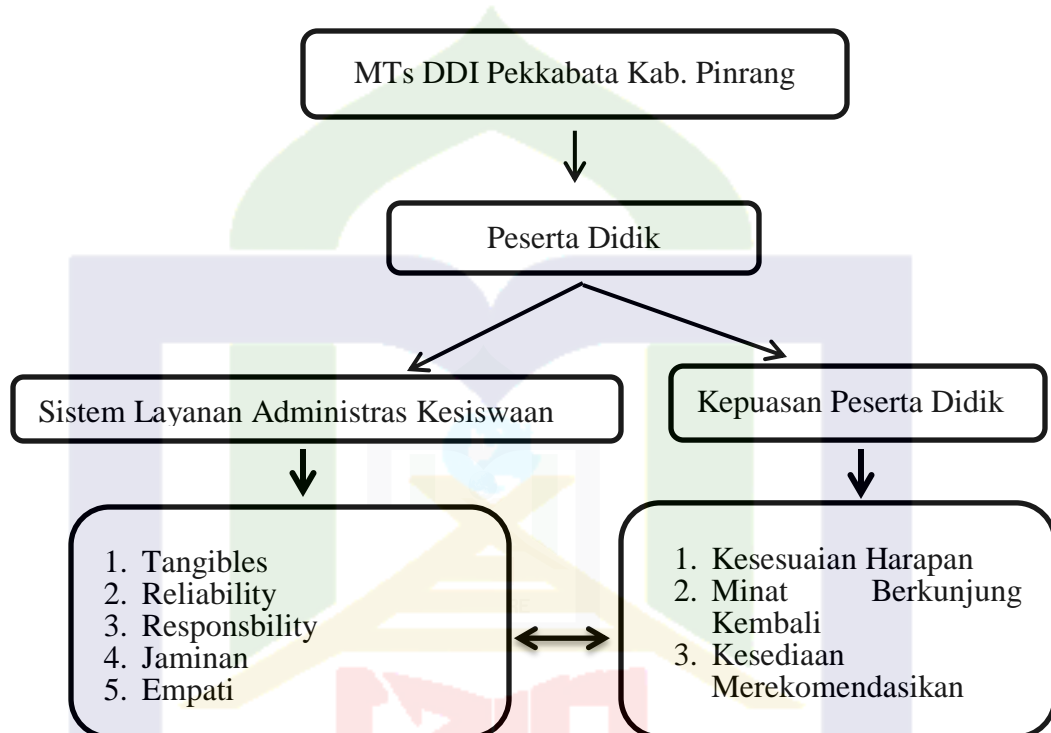 MTs DDI Pekkabata Kab. Pinrang
Peserta Didik
Sistem Layanan Administras Kesiswaan
Kepuasan Peserta Didik
1. Tangibles
2. Reliability
3. Responsbility
4. Jaminan
5. Empati
1. Kesesuaian Harapan
2. Minat Berkunjung
Kembali
3. Kesediaan
Merekomendasikan